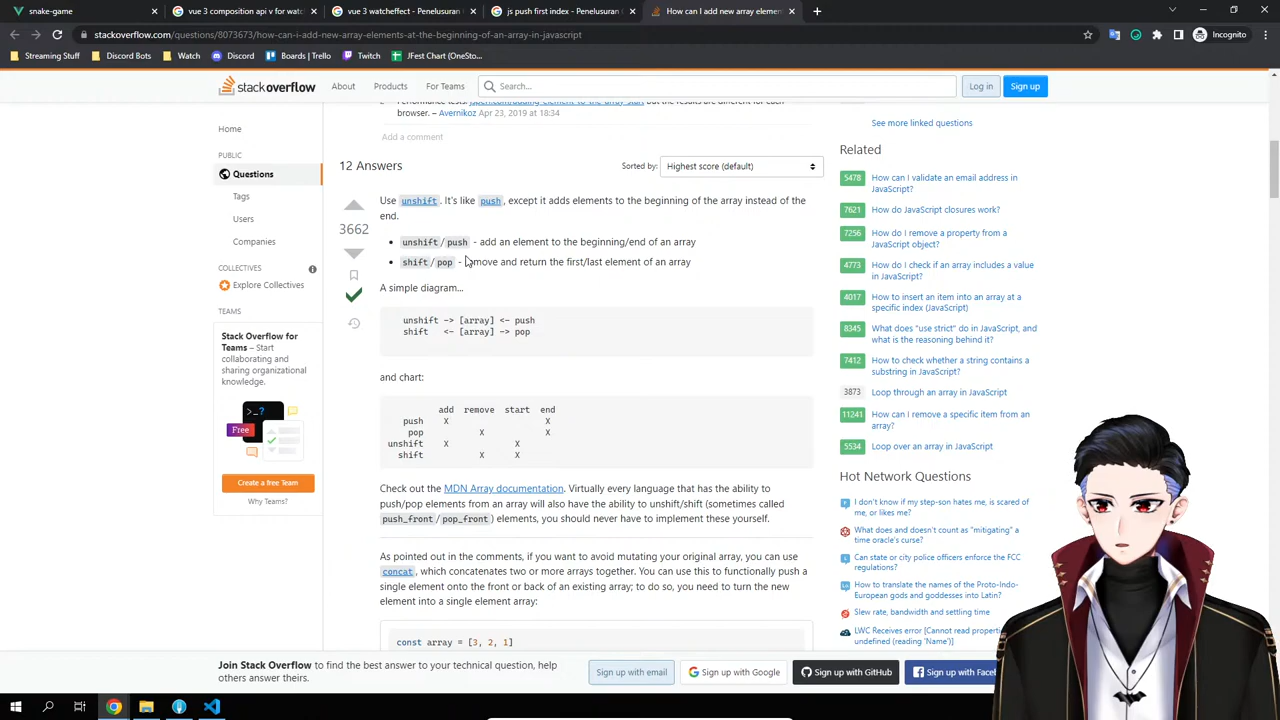 snake-game
vue 3 composition api vs
vue 3 watcheffect - Penelusuran
js push first index - Penelusuran
How can I add new array elemen
stackoverflow.com/questions/8073673/how-can-i-add-new-array-elements-at-the-beginning-of-an-array-in-javascript
Incognito
Streaming Stuff
Discord Bots
Watch
Discord
Boards | Trello
Twitch
JFest Chart (OneSto...
stackoverflow
About
Products
For Teams
Search...
Log in
Sign up
browser. – Avernikoz Apr 23, 2019 at 18:34
Add a comment
See more linked questions
Home
PUBLIC
Questions
Tags
Users
Companies
COLLECTIVES
Explore Collectives
TEAMS
Stack Overflow for
Teams – Start
collaborating and
sharing organizational
knowledge.
Free
Create a free Team
Why Teams?
12 Answers
Sorted by:
Highest score (default)
3662
Use unshift. It's like push, except it adds elements to the beginning of the array instead of the
end.
unshift/push - add an element to the beginning/end of an array
shift/pop - remove and return the first/last element of an array
A simple diagram...
unshift -> [array] <- push
shift <- [array] -> pop
and chart:
add remove start end
push X X
pop X X
unshift X X
shift X X
Check out the MDN Array documentation. Virtually every language that has the ability to
push/pop elements from an array will also have the ability to unshift/shift (sometimes called
push_front/pop_front) elements, you should never have to implement these yourself.
As pointed out in the comments, if you want to avoid mutating your original array, you can use
concat, which concatenates two or more arrays together. You can use this to functionally push a
single element onto the front or back of an existing array; to do so, you need to turn the new
element into a single element array:
const array = [3, 2, 1]
Related
5478 How can I validate an email address in
JavaScript?
7621 How do JavaScript closures work?
7256 How do I remove a property from a
JavaScript object?
4773 How do I check if an array includes a value
in JavaScript?
4017 How to insert an item into an array at a
specific index (JavaScript)
8345 What does "use strict" do in JavaScript, and
what is the reasoning behind it?
7412 How to check whether a string contains a
substring in JavaScript?
3873 Loop through an array in JavaScript
11241 How can I remove a specific item from an
array?
5534 Loop over an array in JavaScript
Hot Network Questions
I don't know if my step-son hates me, is scared of
me, or likes me?
What does and doesn't count as "mitigating" a
time oracle's curse?
Can state or city police officers enforce the FCC
regulations?
How to translate the names of the Proto-Indo-
European gods and goddesses into Latin?
Slew rate, bandwidth and settling time
LWC Receives error [Cannot read properti
undefined (reading 'Name')]
Join Stack Overflow to find the best answer to your technical question, help
others answer theirs.
Sign up with email
Sign up with Google
Sign up with GitHub
Sign up with Faceb